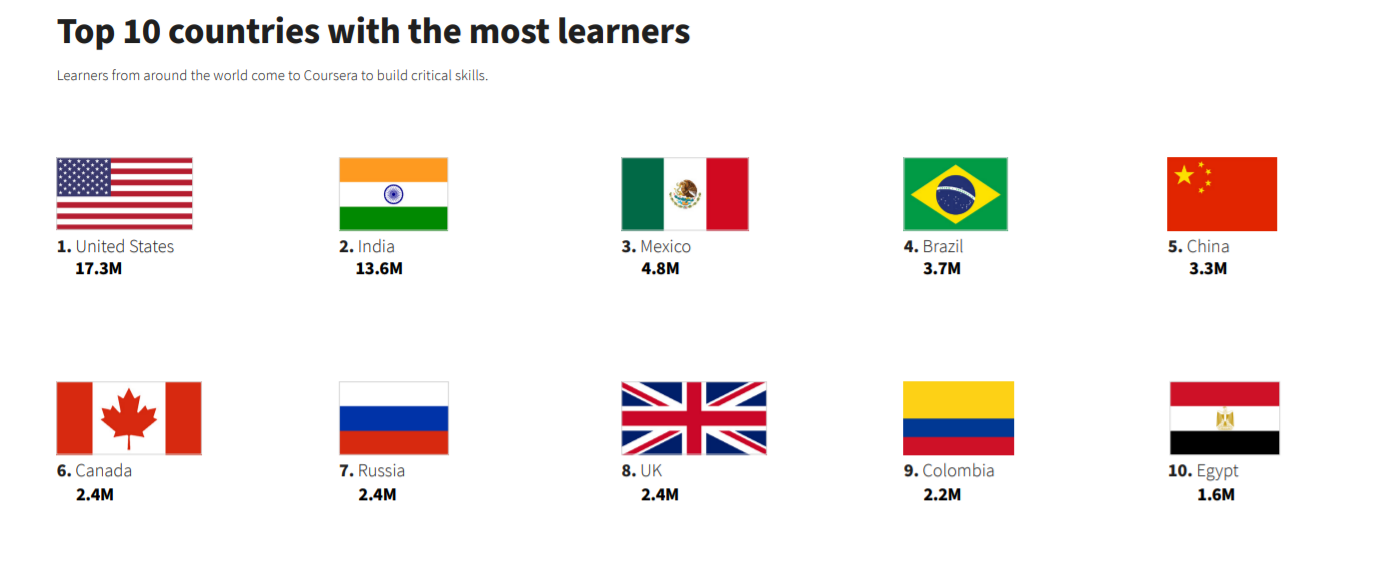 Top 10 countries with the most learners
Learners from around the world come to Coursera to build critical skills.
1. United States
17.3M
2. India
13.6M
3. Mexico
4.8M
4. Brazil
3.7M
5. China
3.3M
6. Canada
2.4M
7. Russia
2.4M
8. UK
2.4M
9. Colombia
2.2M
10. Egypt
1.6M